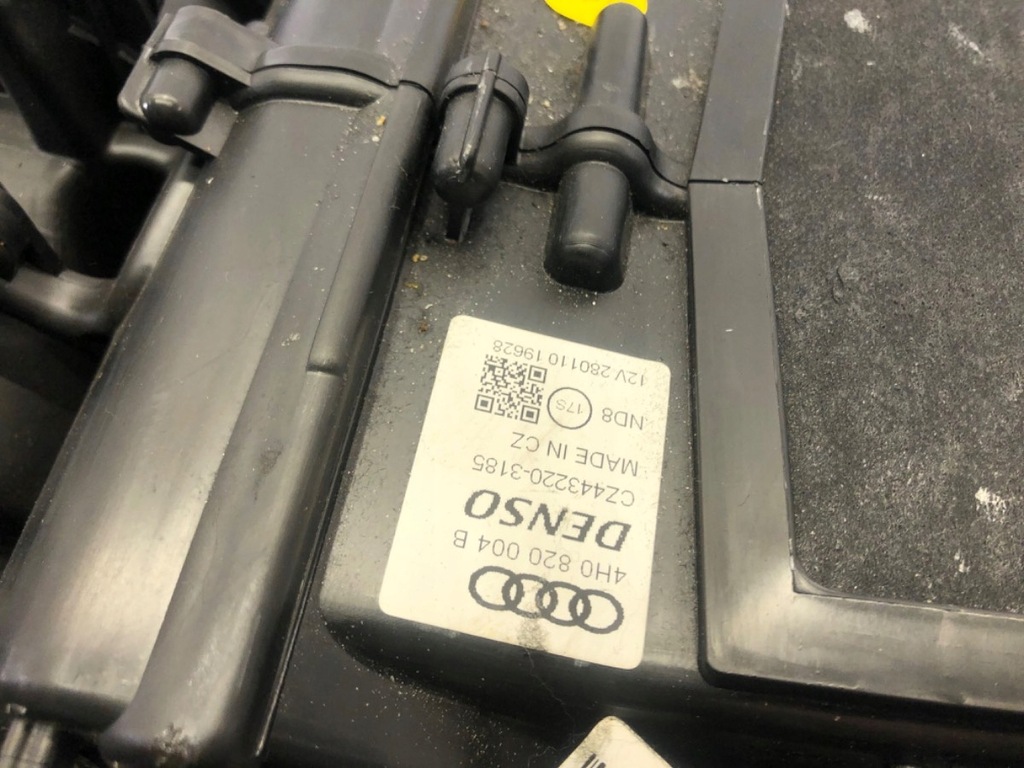 4H0 820 004 B
DENSO
CZ443220-3185
MADE IN CZ
ND8 17S
12V 280110 19628